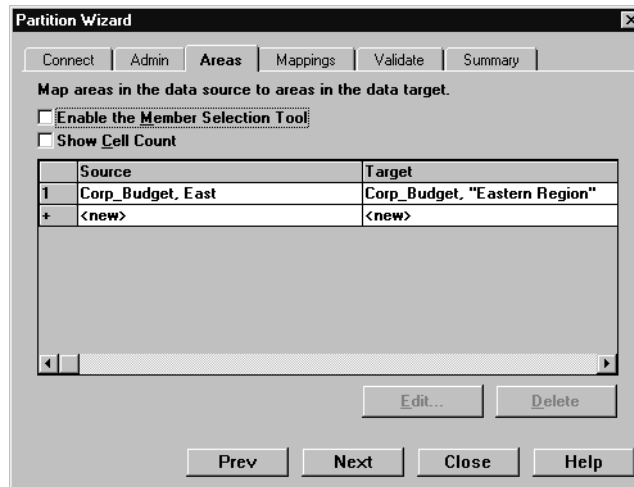 Partition Wizard
Connect Admin Areas Mappings Validate Summary
Map areas in the data source to areas in the data target.
Enable the Member Selection Tool
Show Cell Count
Source Target
1 Corp_Budget, East Corp_Budget, "Eastern Region"
+ <new> <new>
Edit... Delete
Prev Next Close Help